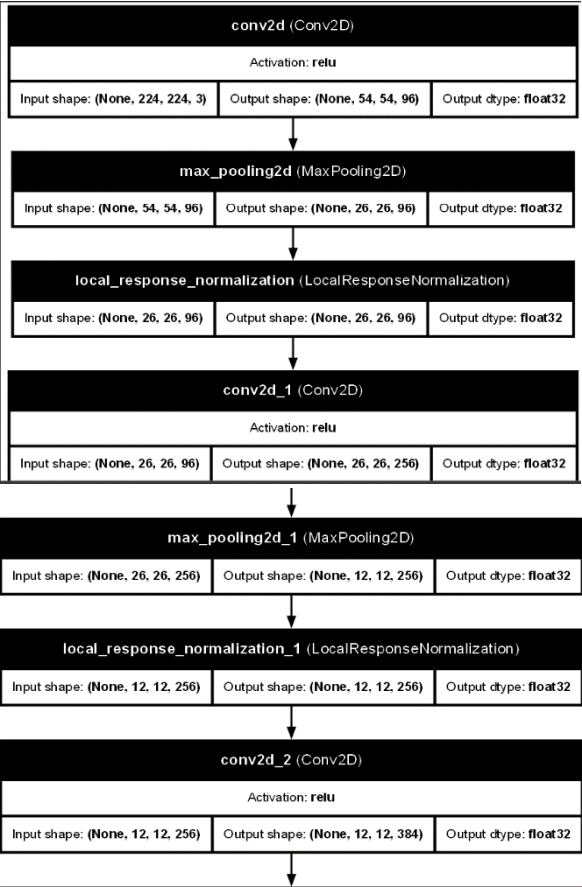 conv2d (Conv2D)
Activation: relu
Input shape: (None, 224, 224, 3) Output shape: (None, 54, 54, 96) Output dtype: float32
max_pooling2d (MaxPooling2D)
Input shape: (None, 54, 54, 96) Output shape: (None, 26, 26, 96) Output dtype: float32
local_response_normalization (LocalResponseNormalization)
Input shape: (None, 26, 26, 96) Output shape: (None, 26, 26, 96) Output dtype: float32
conv2d_1 (Conv2D)
Activation: relu
Input shape: (None, 26, 26, 96) Output shape: (None, 26, 26, 256) Output dtype: float32
max_pooling2d_1 (MaxPooling2D)
Input shape: (None, 26, 26, 256) Output shape: (None, 12, 12, 256) Output dtype: float32
local_response_normalization_1 (LocalResponseNormalization)
Input shape: (None, 12, 12, 256) Output shape: (None, 12, 12, 256) Output dtype: float32
conv2d_2 (Conv2D)
Activation: relu
Input shape: (None, 12, 12, 256) Output shape: (None, 12, 12, 384) Output dtype: float32